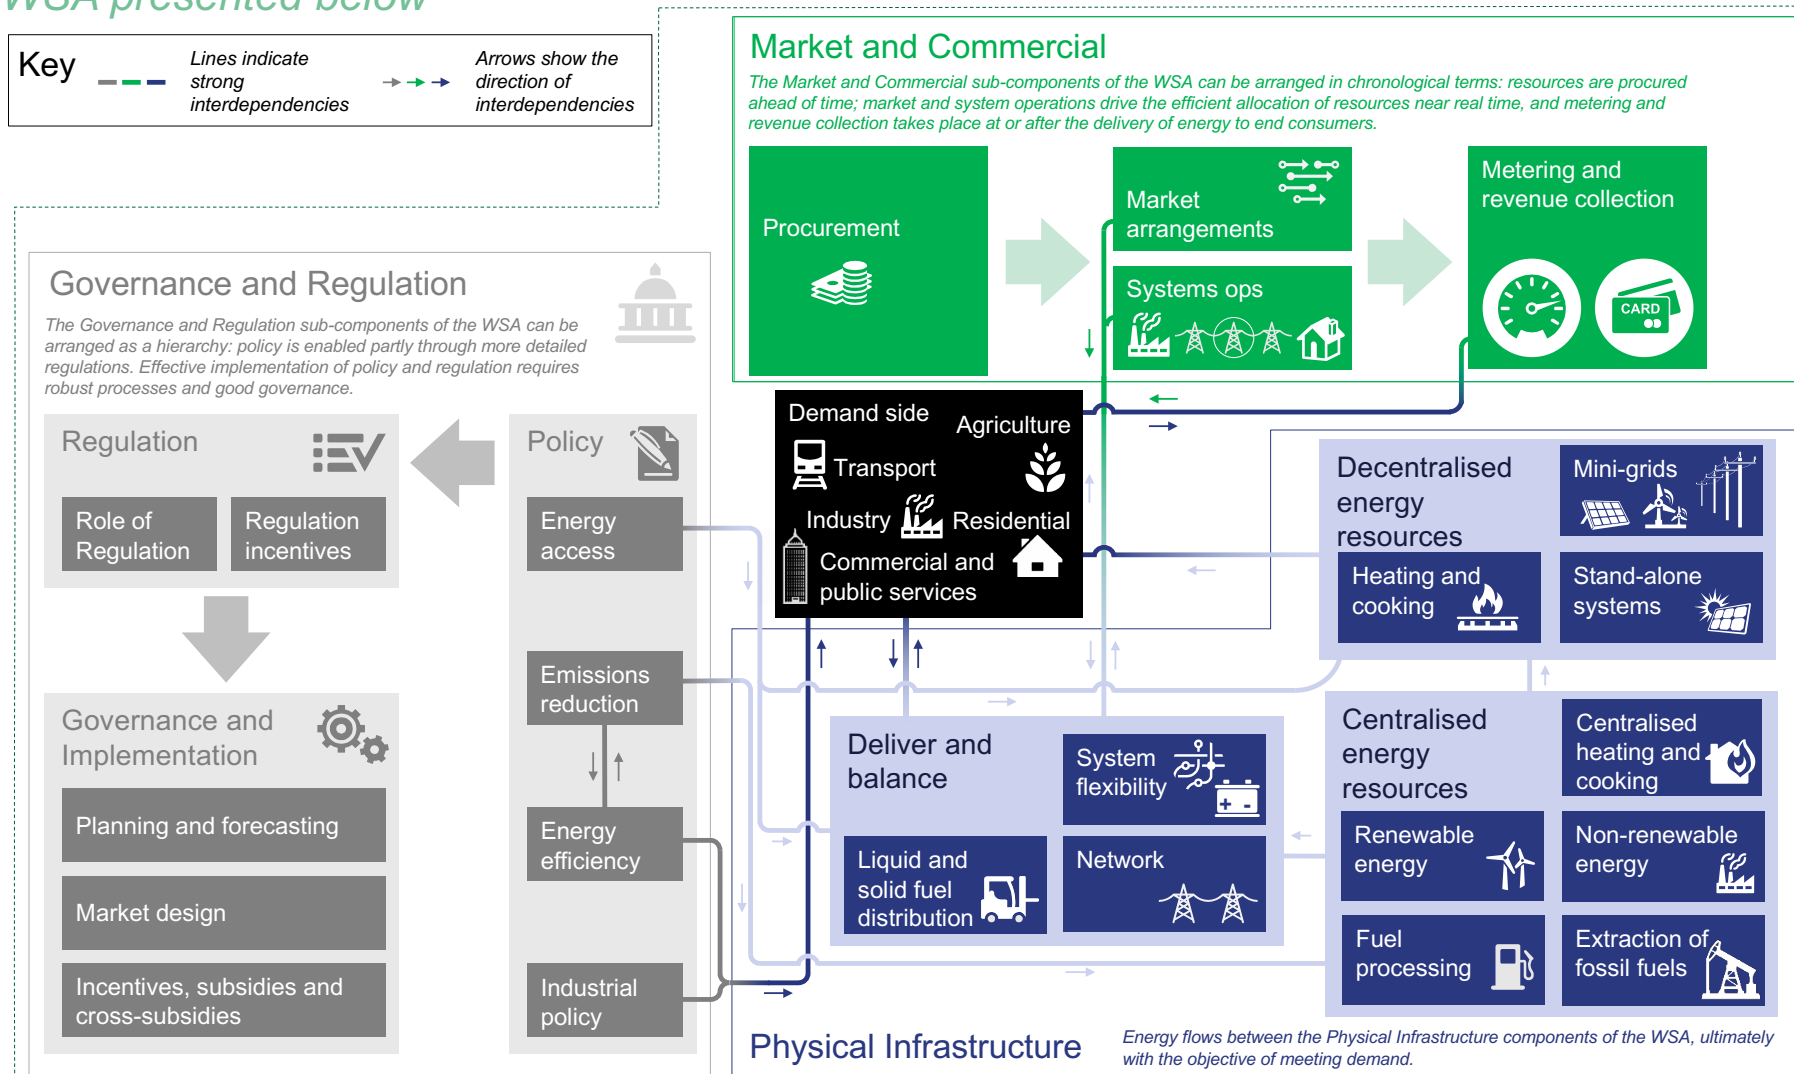 WSA presented below
Key
Lines indicate
strong
interdependencies
Arrows show the
direction of
interdependencies
Market and Commercial
The Market and Commercial sub-components of the WSA can be arranged in chronological terms: resources are procured
ahead of time; market and system operations drive the efficient allocation of resources near real time, and metering and
revenue collection takes place at or after the delivery of energy to end consumers.
Procurement
Market
arrangements
Systems ops
Metering and
revenue collection
CARD
Governance and Regulation
The Governance and Regulation sub-components of the WSA can be
arranged as a hierarchy: policy is enabled partly through more detailed
regulations. Effective implementation of policy and regulation requires
robust processes and good governance.
Regulation
Role of
Regulation
Regulation
incentives
Governance and
Implementation
Planning and forecasting
Market design
Incentives, subsidies and
cross-subsidies
Policy
Energy
access
Emissions
reduction
Energy
efficiency
Industrial
policy
Demand side
Agriculture
Transport
Industry
Residential
Commercial and
public services
Decentralised
energy
resources
Mini-grids
Heating and
cooking
Stand-alone
systems
Deliver and
balance
System
flexibility
Liquid and
solid fuel
distribution
Network
Centralised
energy
resources
Centralised
heating and
cooking
Renewable
energy
Non-renewable
energy
Fuel
processing
Extraction of
fossil fuels
Physical Infrastructure
Energy flows between the Physical Infrastructure components of the WSA, ultimately
with the objective of meeting demand.